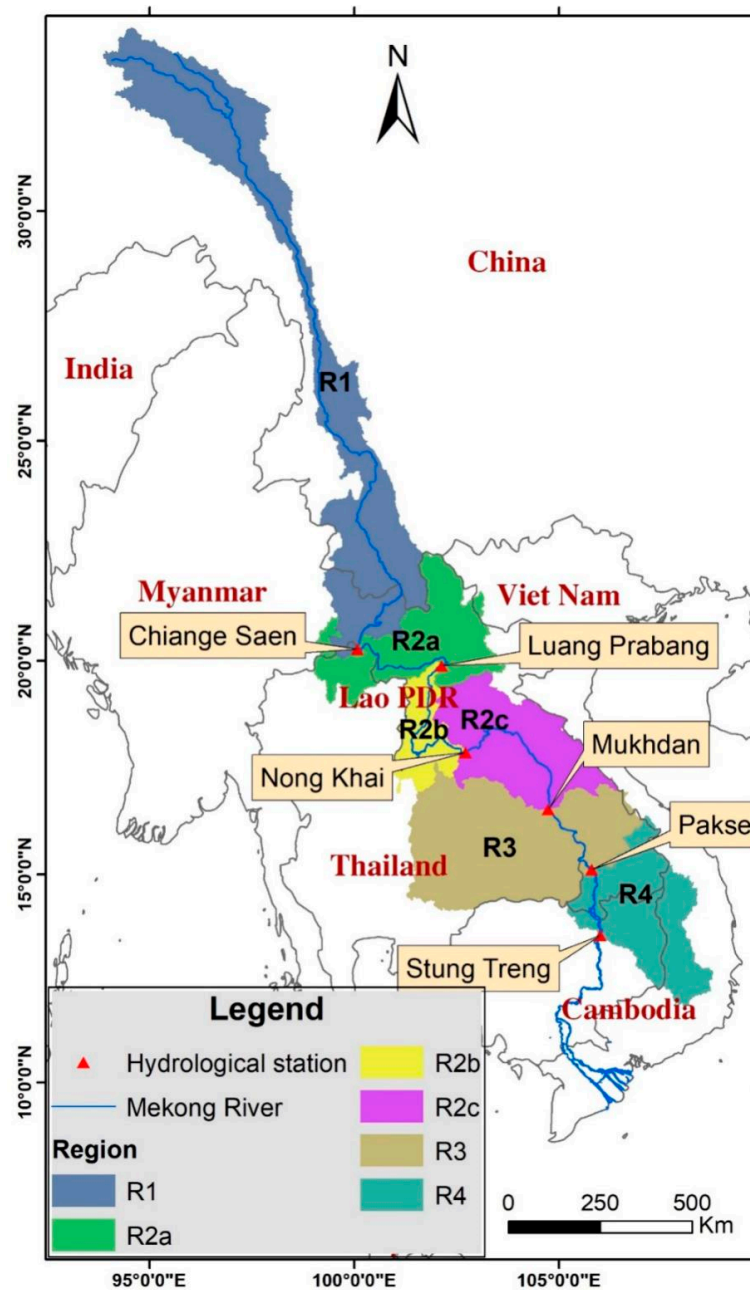 N
30°0'0"N
China
India
R1
25°0'0"N
Myanmar
Viet Nam
Chiange Saen
R2a
Luang Prabang
20°0'0"N
Lao PDR
R2c
R2b
Mukhdan
Nong Khai
Pakse
R3
Thailand
15°0'0"N
R4
Stung Treng
Cambodia
Legend
Hydrological station
Mekong River
Region
R1
R2a
R2b
R2c
R3
R4
10°0'0"N
0 250 500
Km
95°0'0"E 100°0'0"E 105°0'0"E